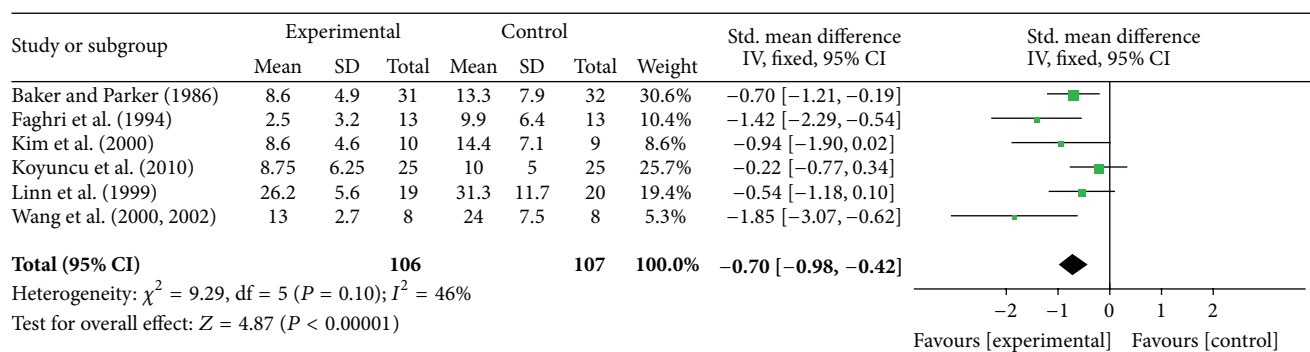 Study or subgroup Experimental Control Std. mean difference Std. mean difference
Mean SD Total Mean SD Total Weight IV, fixed, 95% CI IV, fixed, 95% CI
Baker and Parker (1986) 8.6 4.9 31 13.3 7.9 32 30.6% −0.70 [−1.21, −0.19]
Faghri et al. (1994) 2.5 3.2 13 9.9 6.4 13 10.4% −1.42 [−2.29, −0.54]
Kim et al. (2000) 8.6 4.6 10 14.4 7.1 9 8.6% −0.94 [−1.90, 0.02]
Koyuncu et al. (2010) 8.75 6.25 25 10 5 25 25.7% −0.22 [−0.77, 0.34]
Linn et al. (1999) 26.2 5.6 19 31.3 11.7 20 19.4% −0.54 [−1.18, 0.10]
Wang et al. (2000, 2002) 13 2.7 8 24 7.5 8 5.3% −1.85 [−3.07, −0.62]
Total (95% CI) 106 107 100.0% −0.70 [−0.98, −0.42]
Heterogeneity: χ² = 9.29, df = 5 (P = 0.10); I² = 46%
Test for overall effect: Z = 4.87 (P < 0.00001)
−2 −1 0 1 2
Favours [experimental] Favours [control]